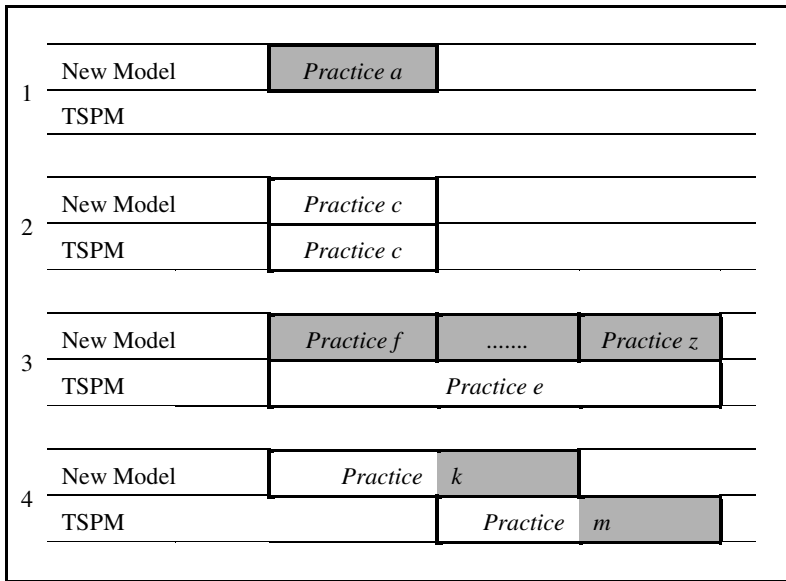 1
New Model Practice a
TSPM
2
New Model Practice c
TSPM Practice c
3
New Model Practice f ....... Practice z
TSPM Practice e
4
New Model Practice k
TSPM Practice m